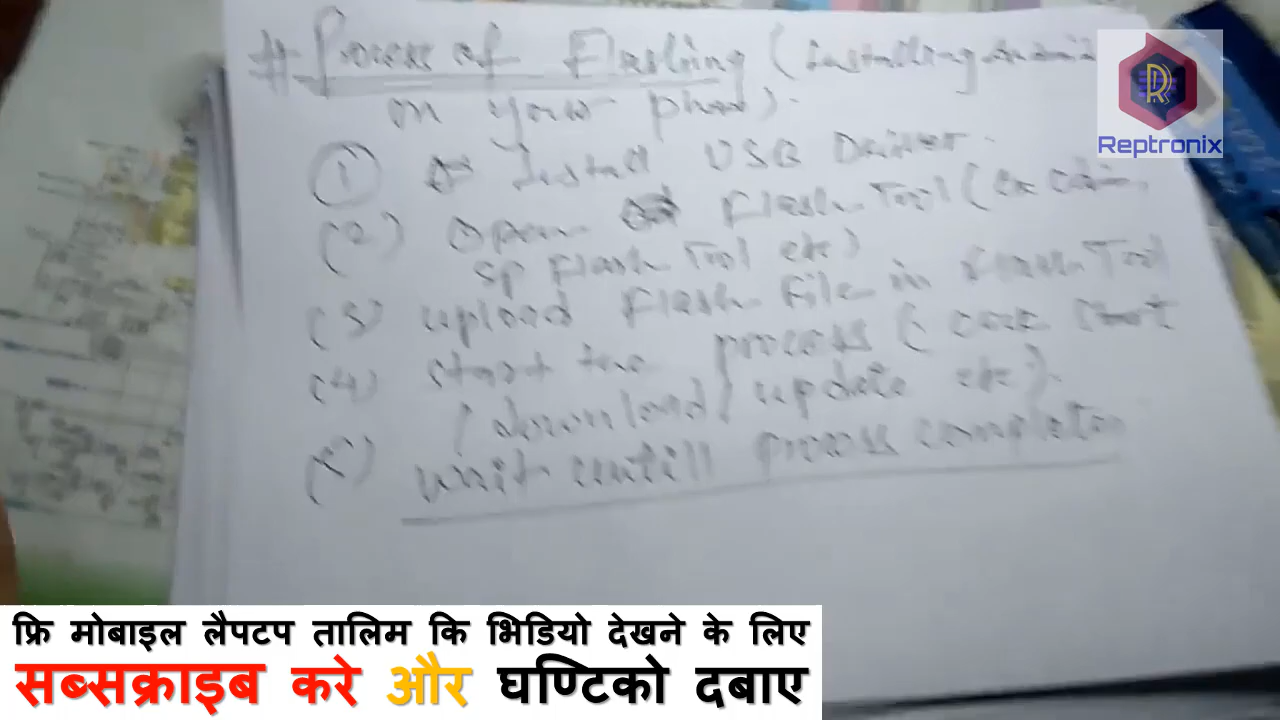 # Process of Flashing (Installing
on your phone).
(1) Install USB Driver.
(2) Open Flash Tool (
SP Flash Tool etc)
(3) upload Flash File in Flash Tool
(4) start the process ( start
/download/update etc).
(5) wait untill process
Reptronix
फ्रि मोबाइल लैपटप तालिम कि भिडियो देखने के लिए
सब्सक्राइब करे और घण्टिको दबाए